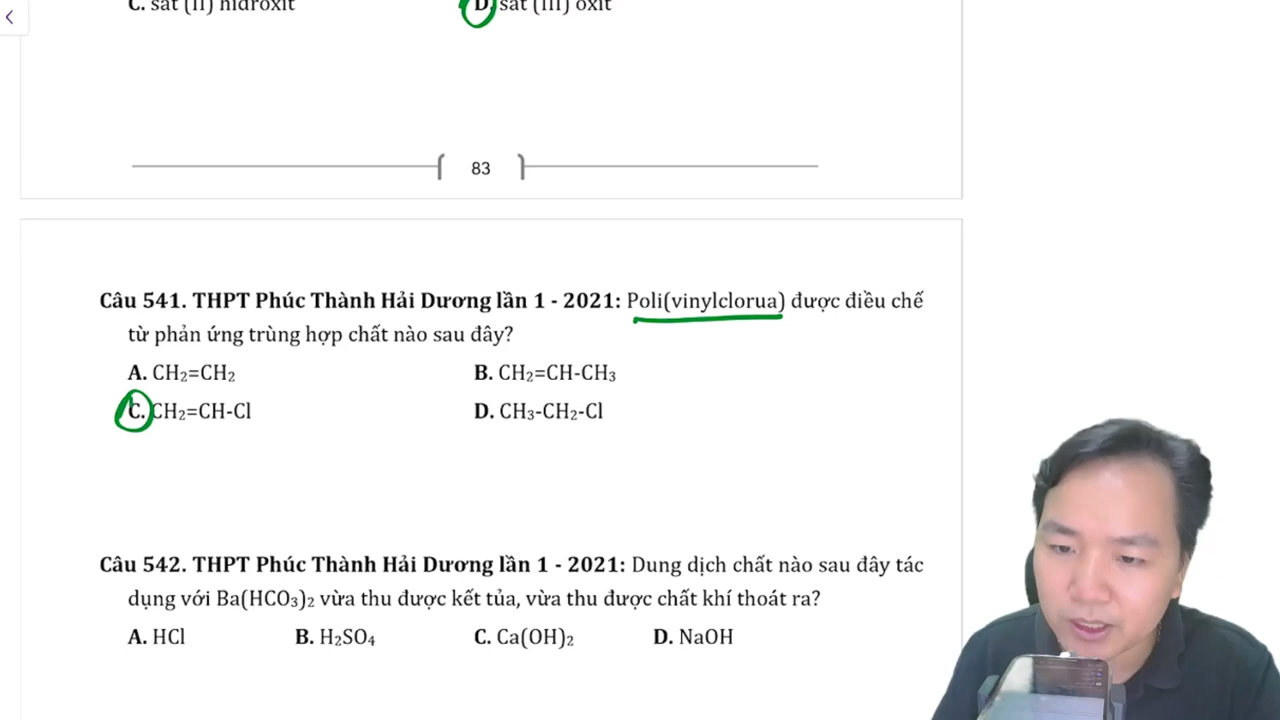 C. sắt (II) hiđroxit
D. sắt (III) oxit
83
Câu 541. THPT Phúc Thành Hải Dương lần 1 - 2021: Poli(vinylclorua) được điều chế
từ phản ứng trùng hợp chất nào sau đây?
A. CH₂=CH₂
B. CH₂=CH-CH₃
C. CH₂=CH-Cl
D. CH₃-CH₂-Cl
Câu 542. THPT Phúc Thành Hải Dương lần 1 - 2021: Dung dịch chất nào sau đây tác
dụng với Ba(HCO₃)₂ vừa thu được kết tủa, vừa thu được chất khí thoát ra?
A. HCl
B. H₂SO₄
C. Ca(OH)₂
D. NaOH